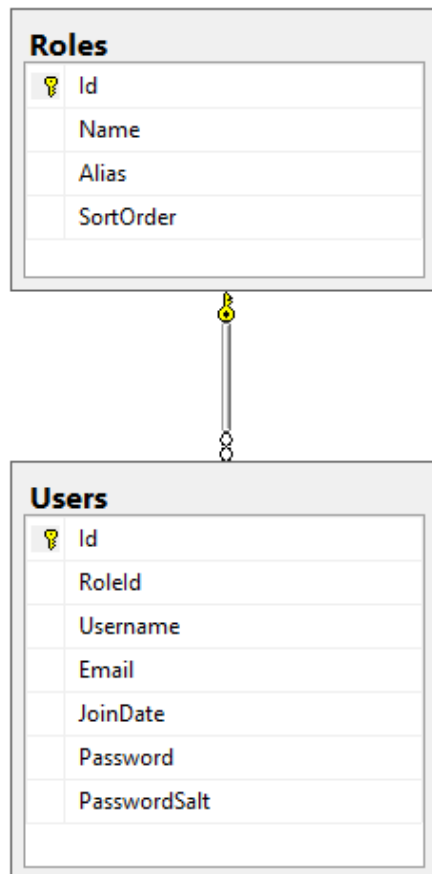 Roles
Id
Name
Alias
SortOrder
Users
Id
RoleId
Username
Email
JoinDate
Password
PasswordSalt